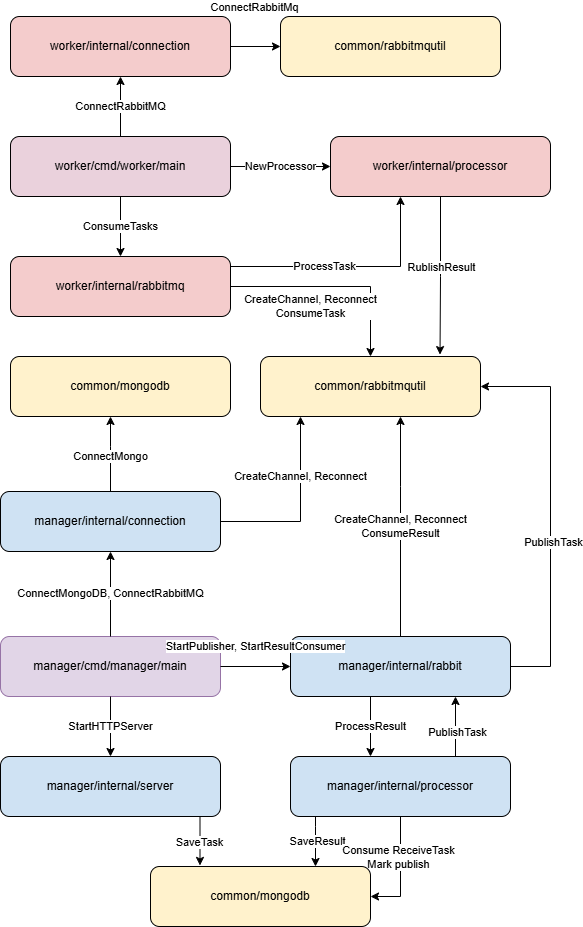 ConnectRabbitMq
worker/internal/connection
common/rabbitmqutil
ConnectRabbitMQ
worker/cmd/worker/main
NewProcessor
worker/internal/processor
ConsumeTasks
ProcessTask
RublishResult
worker/internal/rabbitmq
CreateChannel, Reconnect
ConsumeTask
common/mongodb
common/rabbitmqutil
ConnectMongo
CreateChannel, Reconnect
manager/internal/connection
CreateChannel, Reconnect
ConsumeResult
PublishTask
ConnectMongoDB, ConnectRabbitMQ
StartPublisher, StartResultConsumer
manager/cmd/manager/main
manager/internal/rabbit
StartHTTPServer
ProcessResult
PublishTask
manager/internal/server
manager/internal/processor
SaveTask
SaveResult
Consume ReceiveTask
Mark publish
common/mongodb